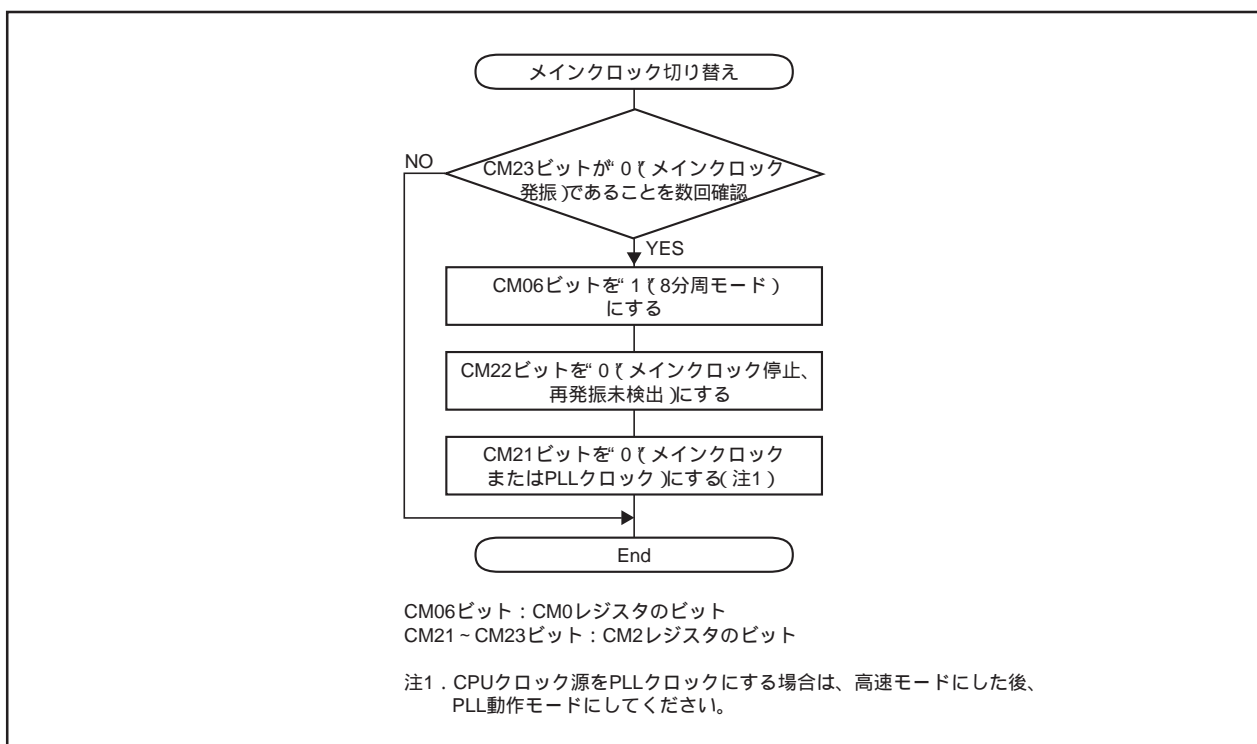 メインクロック切り替え
NO
CM23ビットが“0”(メインクロック
発振)であることを数回確認
YES
CM06ビットを“1”(8分周モード)
にする
CM22ビットを“0”(メインクロック停止、
再発振未検出)にする
CM21ビットを“0”(メインクロック
またはPLLクロック)にする(注1)
End
CM06ビット:CM0レジスタのビット
CM21~CM23ビット:CM2レジスタのビット
注1.CPUクロック源をPLLクロックにする場合は、高速モードにした後、
PLL動作モードにしてください。